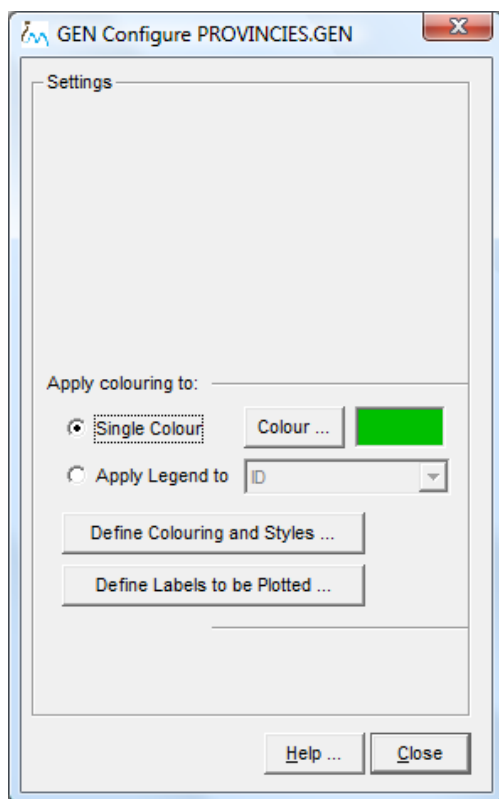 GEN Configure PROVINCIES.GEN
Settings
Apply colouring to:
Single Colour Colour ...
Apply Legend to ID
Define Colouring and Styles ...
Define Labels to be Plotted ...
Help ... Close